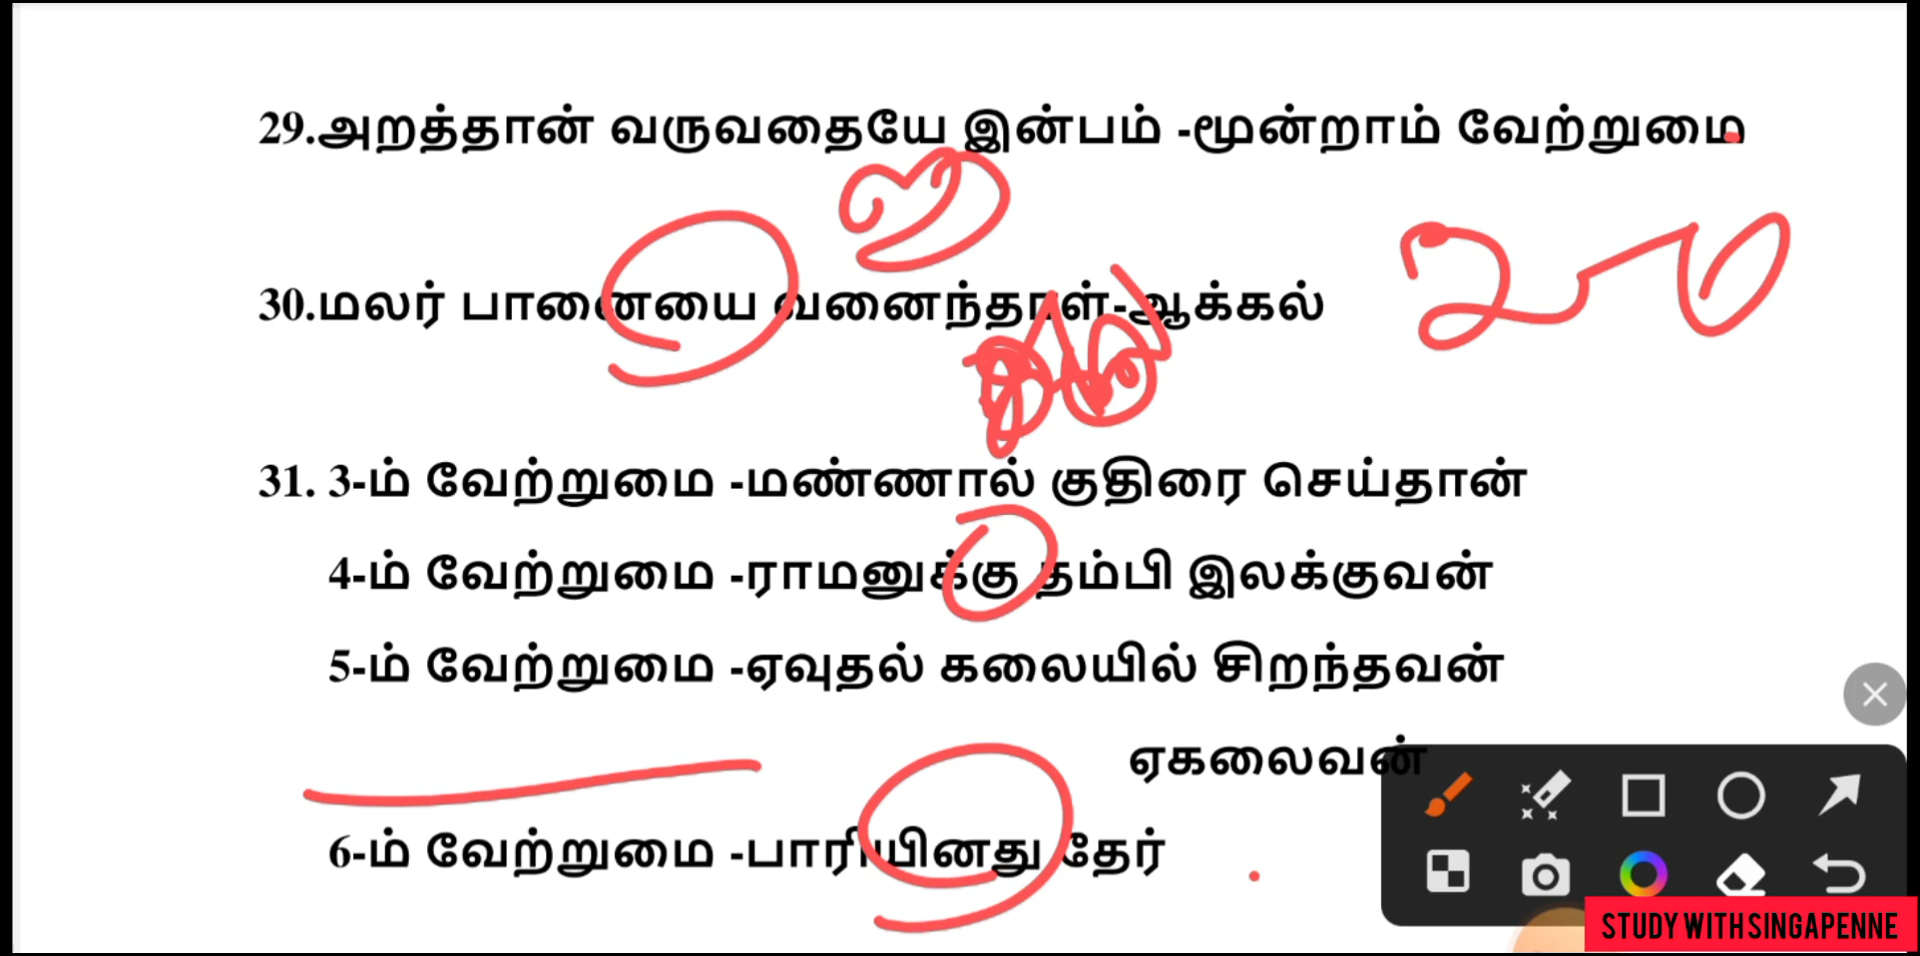 29.அறத்தான் வருவதையே இன்பம் -மூன்றாம் வேற்றுமை
30.மலர் பானையை வனைந்தாள்-ஆக்கல்
31. 3-ம் வேற்றுமை -மண்ணால் குதிரை செய்தான்
4-ம் வேற்றுமை -ராமனுக்கு தம்பி இலக்குவன்
5-ம் வேற்றுமை -ஏவுதல் கலையில் சிறந்தவன்
ஏகலைவன்
6-ம் வேற்றுமை -பாரியினது தேர்
STUDY WITH SINGAPENNE